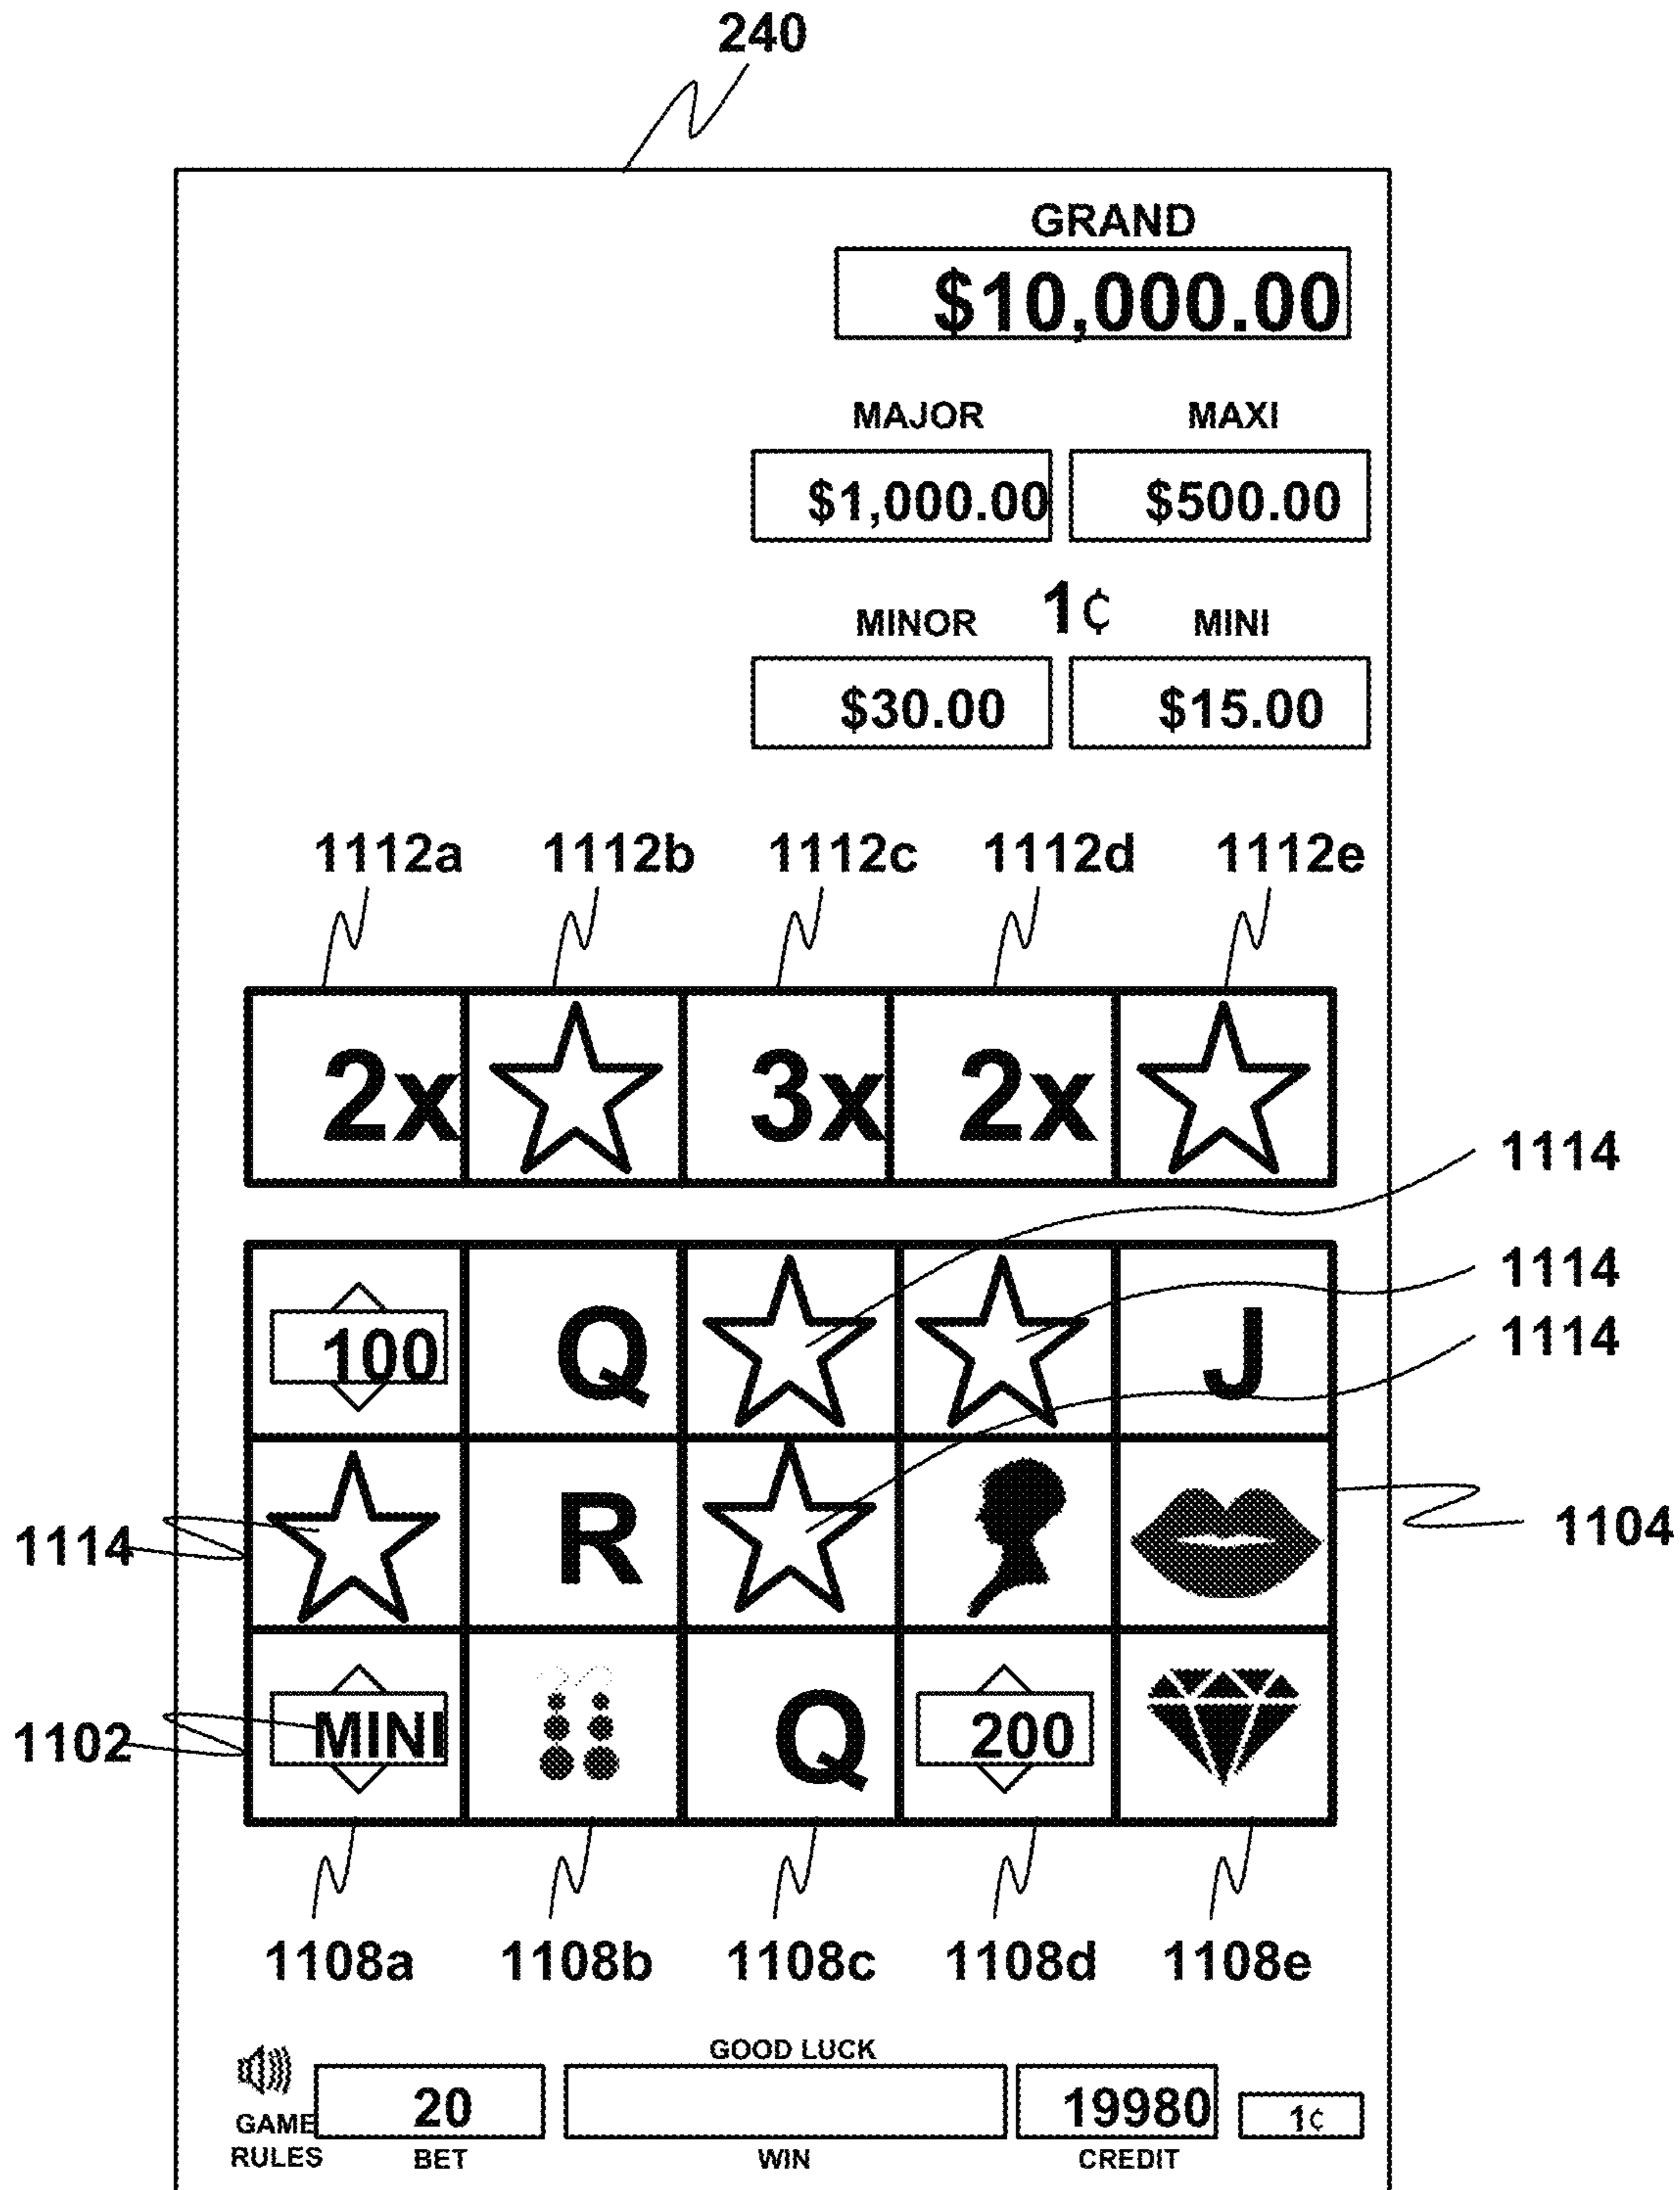 240
GRAND
$10,000.00
MAJOR MAXI
$1,000.00 $500.00
1¢
MINOR MINI
$30.00 $15.00
1112a 1112b 1112c 1112d 1112e
2x 3x 2x
1114
1114
100 Q J
1114
R
1114 1104
MINI Q 200
1102
1108a 1108b 1108c 1108d 1108e
GOOD LUCK
20 19980 1¢
GAME
RULES BET WIN CREDIT